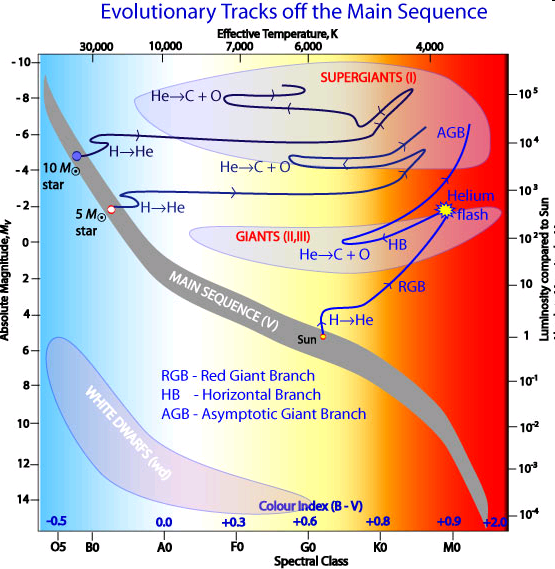 Evolutionary Tracks off the Main Sequence
Effective Temperature, K
30,000 10,000 7,000 6,000 4,000
-10
-8
-6
-4
-2
0
2
4
6
8
10
12
14
Absolute Magnitude, Mv
10⁵
10⁴
10³
10²
10
1
10⁻¹
10⁻²
10⁻³
10⁻⁴
Luminosity compared to Sun
SUPERGIANTS (I)
He→C + O
AGB
H→He
10 M⊙
star
He→C + O
Helium
flash
H→He
5 M⊙
star
GIANTS (II,III)
HB
He→C + O
RGB
MAIN SEQUENCE (V)
H→He
Sun
RGB - Red Giant Branch
HB - Horizontal Branch
AGB - Asymptotic Giant Branch
WHITE DWARFS (wd)
Colour Index (B - V)
-0.5 0.0 +0.3 +0.6 +0.8 +0.9 +2.0
O5 B0 A0 F0 G0 K0 M0
Spectral Class